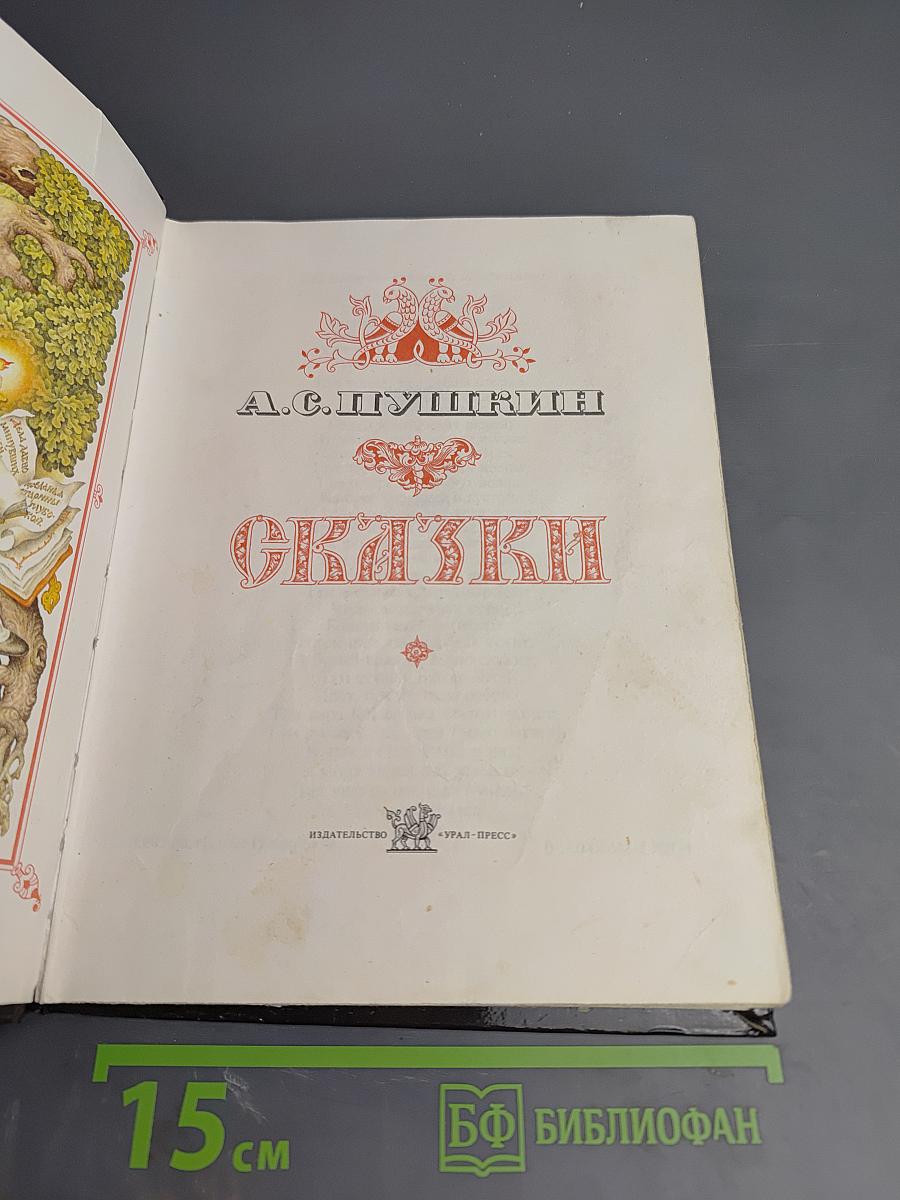 А.С.ПУШКИН
СКАЗКИ
ИЗДАТЕЛЬСТВО «УРАЛ-ПРЕСС»
15 см
БФ БИБЛИОФАН